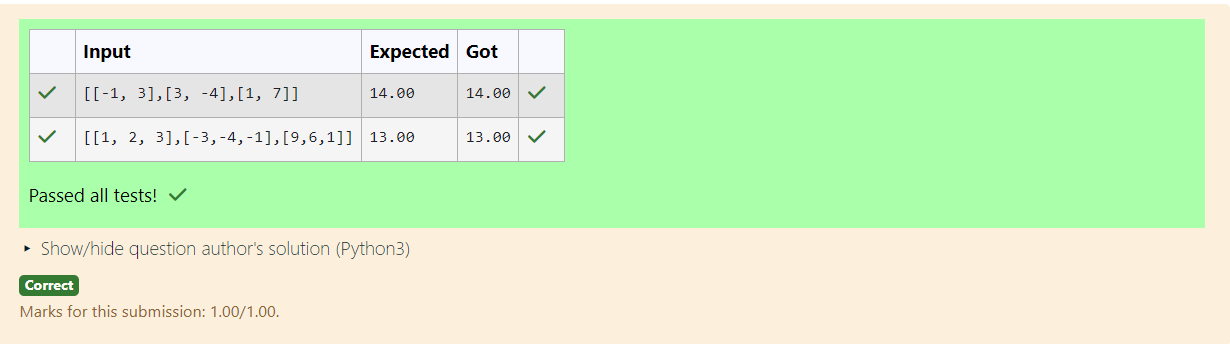 Input Expected Got
[[-1, 3],[3, -4],[1, 7]] 14.00 14.00
[[1, 2, 3],[-3,-4,-1],[9,6,1]] 13.00 13.00
Passed all tests!
Show/hide question author's solution (Python3)
Correct
Marks for this submission: 1.00/1.00.